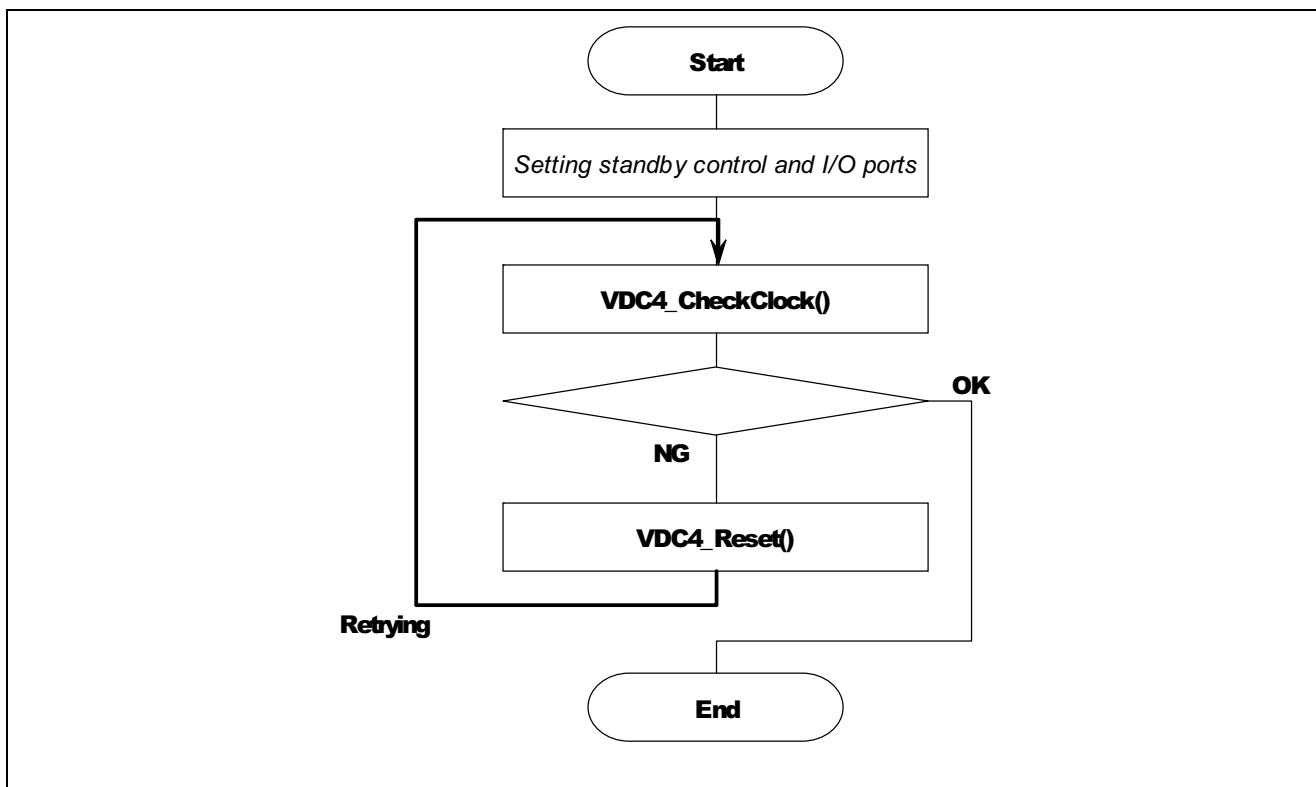 Start
Setting standby control and I/O ports
VDC4_CheckClock()
OK
NG
VDC4_Reset()
Retrying
End